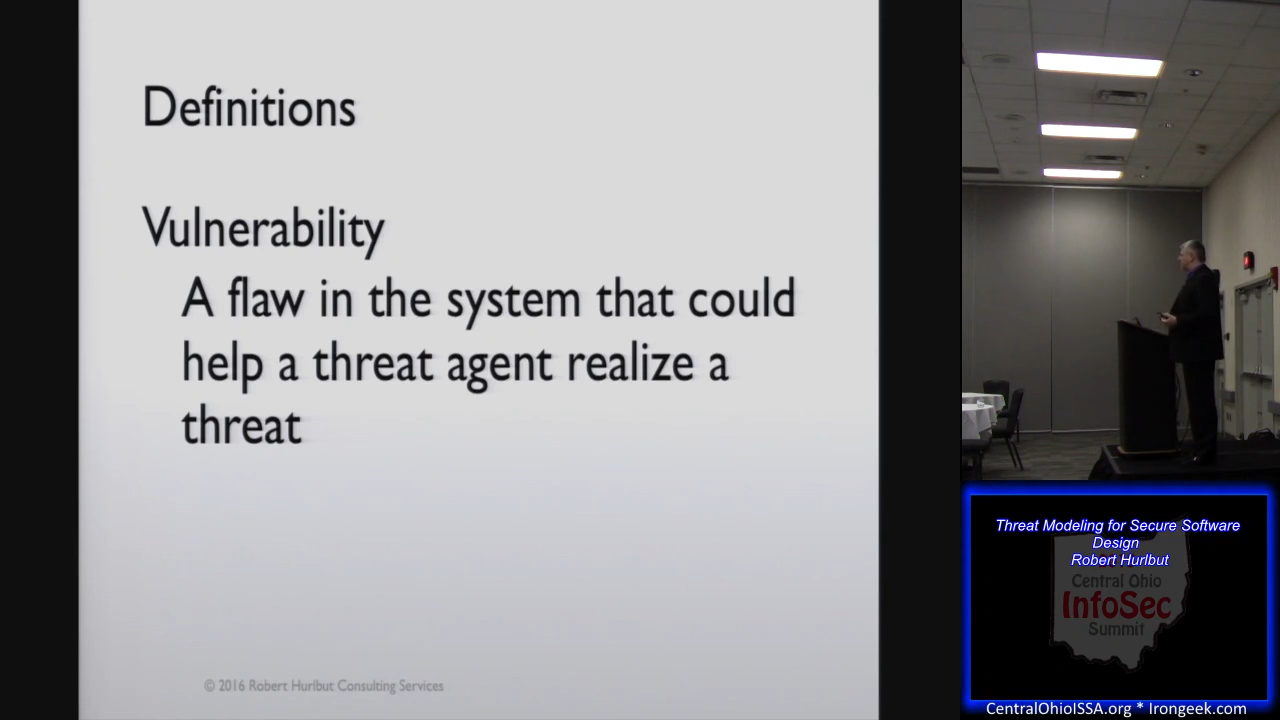 Definitions
Vulnerability
A flaw in the system that could
help a threat agent realize a
threat
© 2016 Robert Hurlbut Consulting Services
Threat Modeling for Secure Software
Design
Robert Hurlbut
Central Ohio
InfoSec
Summit
CentralOhioISSA.org * Irongeek.com